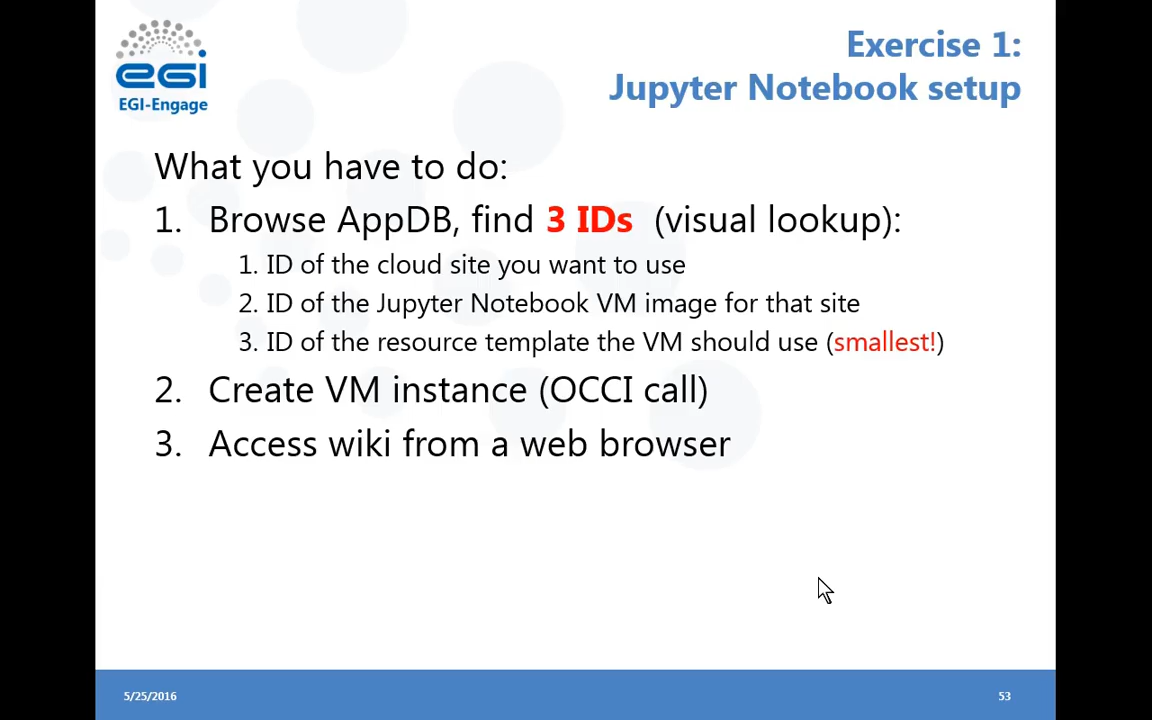 egi
EGI-Engage
Exercise 1:
Jupyter Notebook setup
What you have to do:
1. Browse AppDB, find 3 IDs (visual lookup):
1. ID of the cloud site you want to use
2. ID of the Jupyter Notebook VM image for that site
3. ID of the resource template the VM should use (smallest!)
2. Create VM instance (OCCI call)
3. Access wiki from a web browser
5/25/2016
53